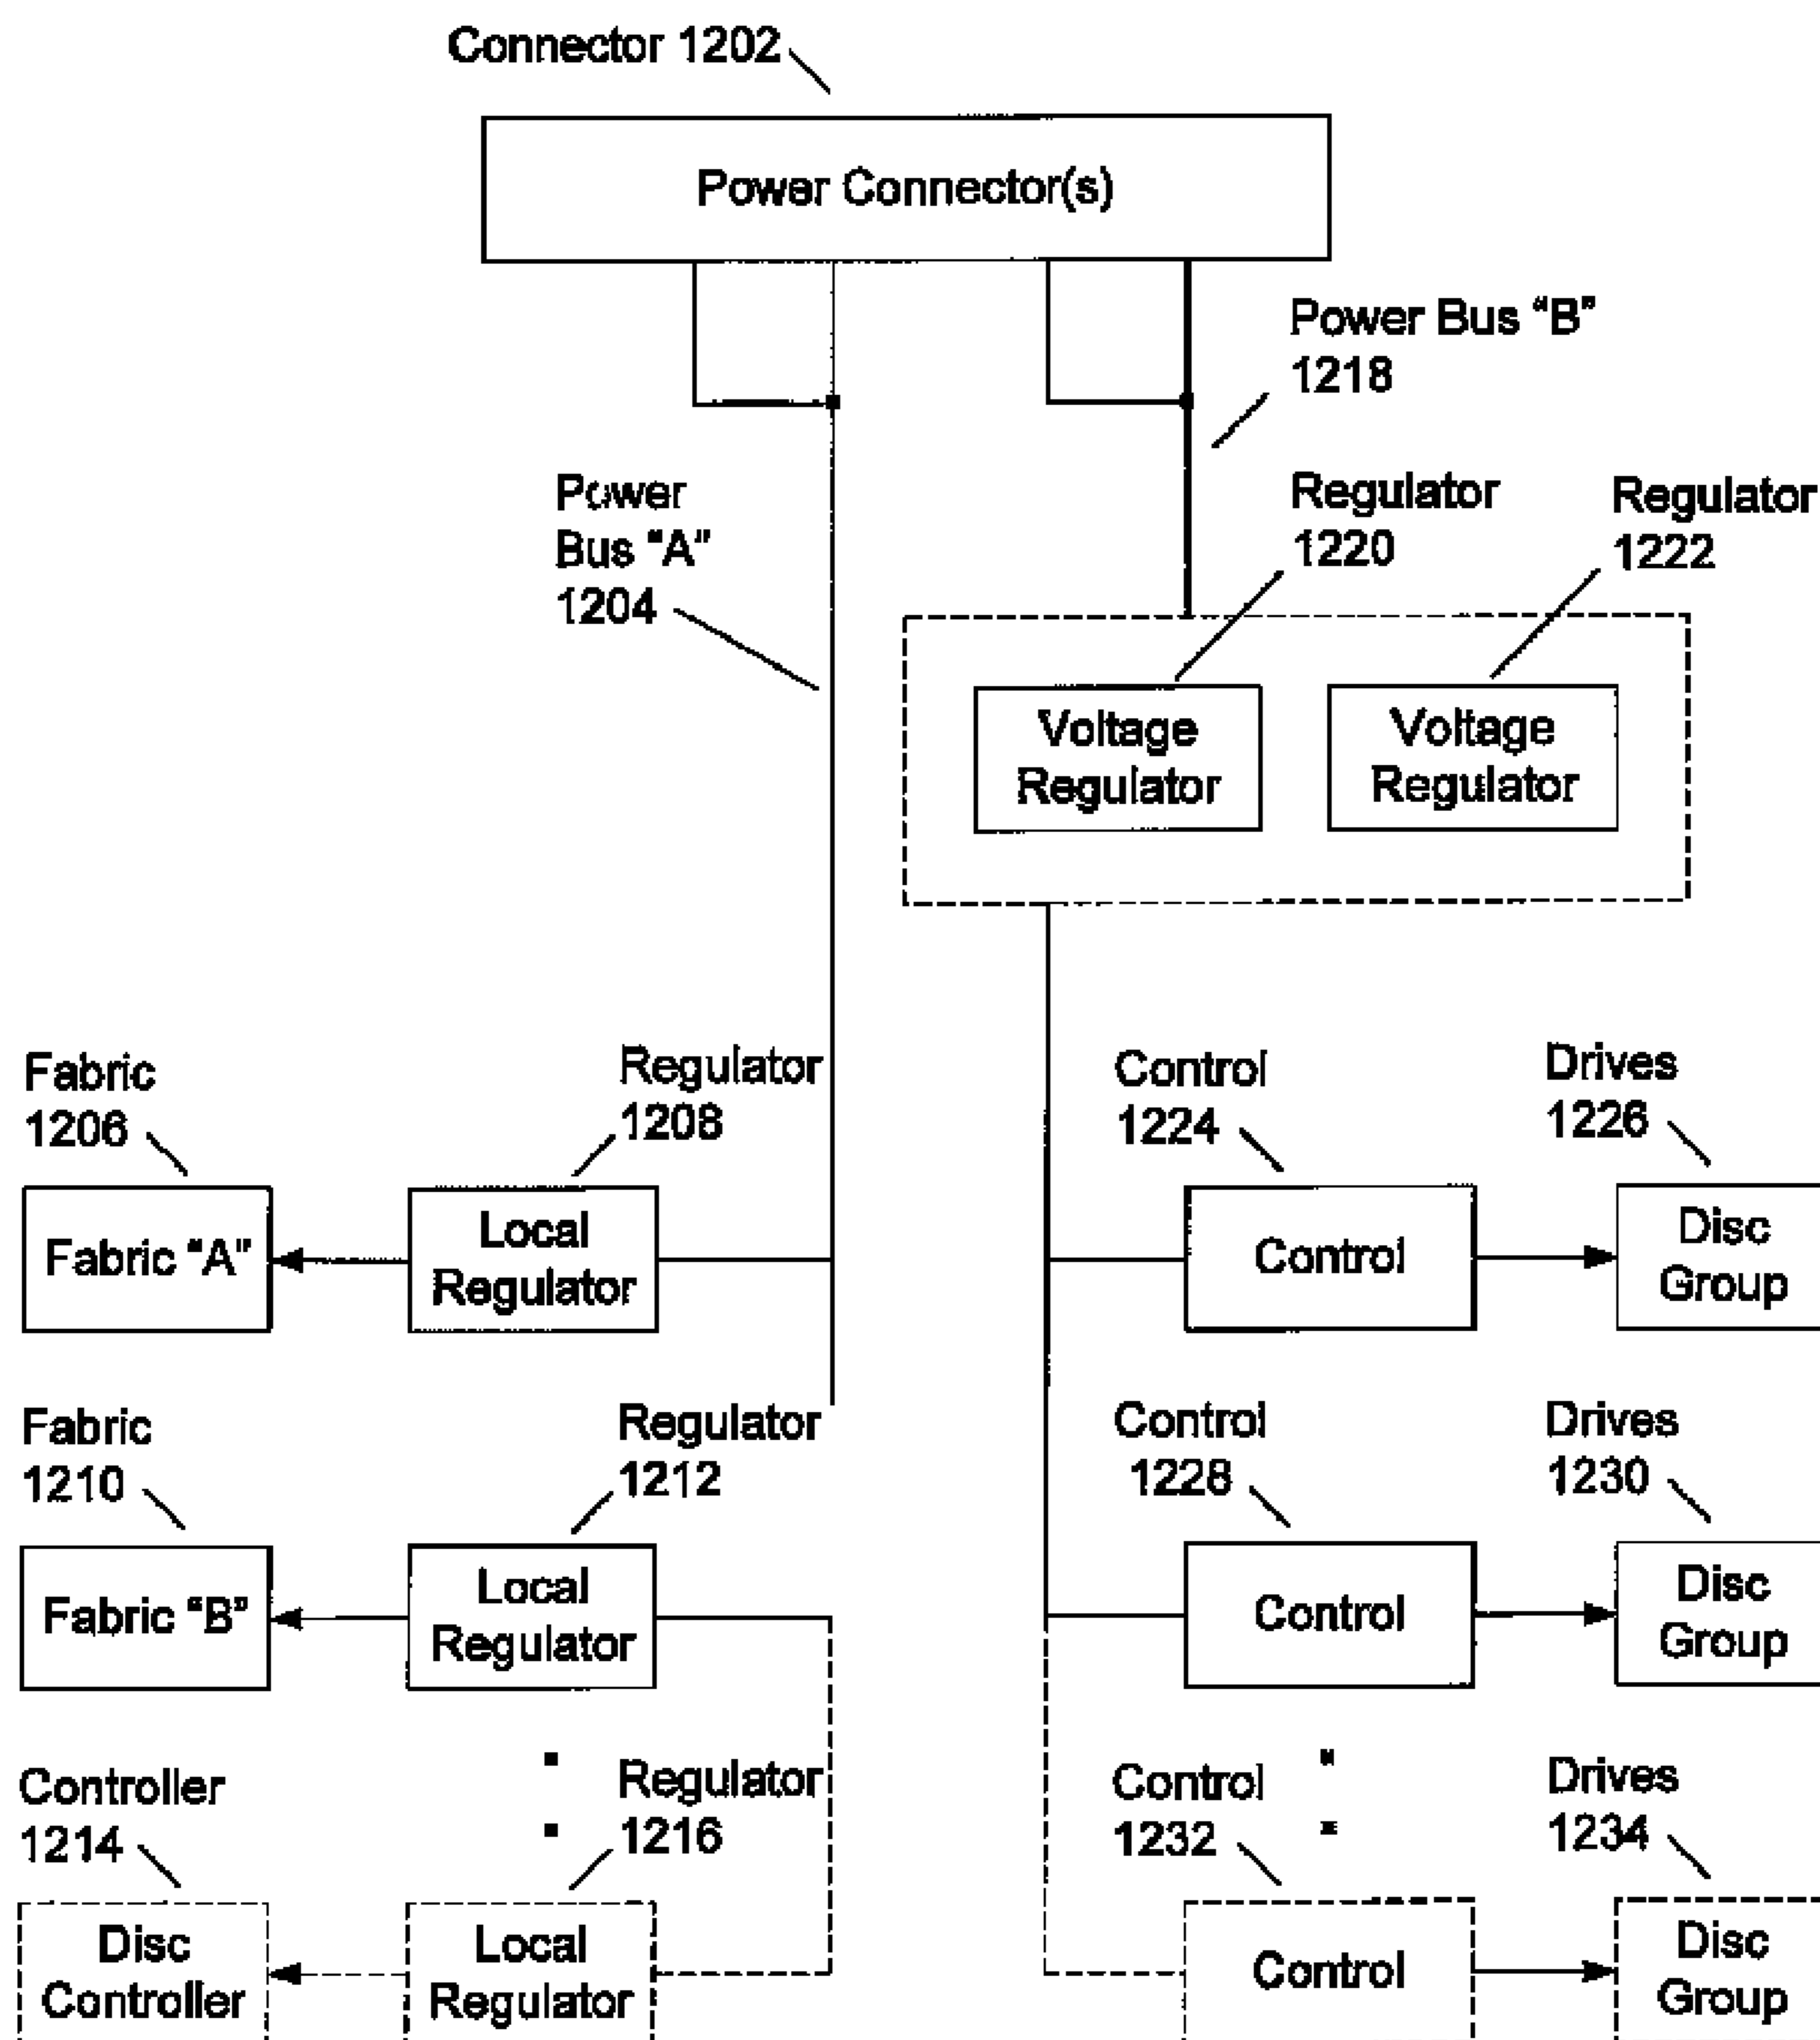 Connector 1202
Power Connector(s)
Power Bus “B”
1218
Power
Bus “A”
1204
Regulator
1220
Regulator
1222
Voltage
Regulator
Voltage
Regulator
Fabric
1206
Regulator
1208
Control
1224
Drives
1226
Fabric “A”
Local
Regulator
Control
Disc
Group
Fabric
1210
Regulator
1212
Control
1228
Drives
1230
Fabric “B”
Local
Regulator
Control
Disc
Group
Controller
1214
Regulator
1216
Control
1232
Drives
1234
Disc
Controller
Local
Regulator
Control
Disc
Group